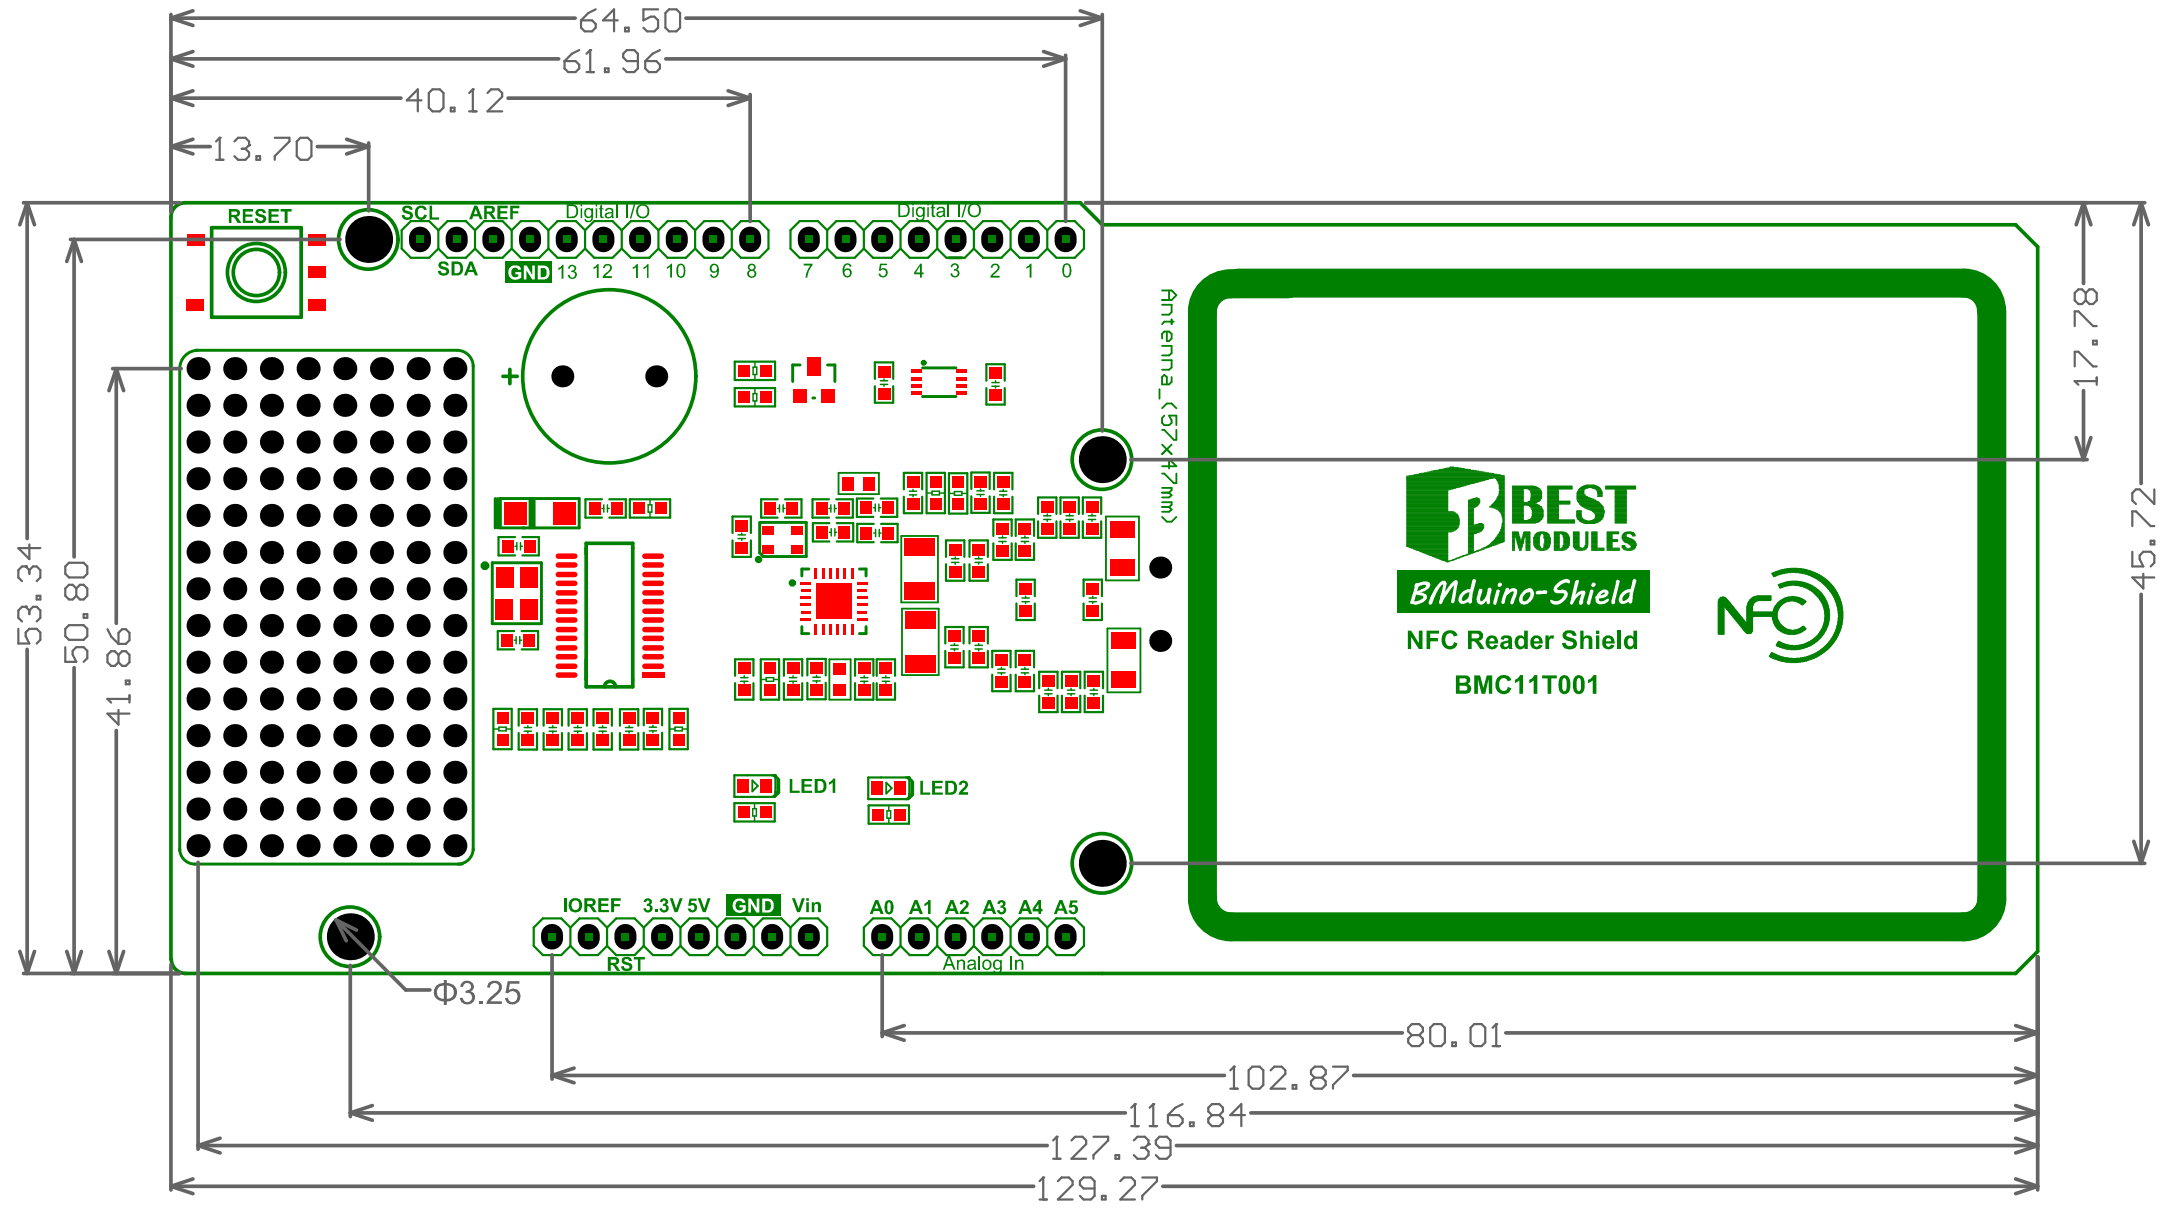 64.50
61.96
40.12
13.70
RESET
SCL
AREF
Digital I/O
Digital I/O
SDA
GND
13
12
11
10
9
8
7
6
5
4
3
2
1
0
+
Antenna_(57x47mm)
17.78
45.72
53.34
50.80
41.86
BEST
MODULES
BMduino-Shield
NFC Reader Shield
BMC11T001
NFC
LED1
LED2
IOREF
3.3V
5V
GND
Vin
A0
A1
A2
A3
A4
A5
RST
Analog In
Φ3.25
80.01
102.87
116.84
127.39
129.27